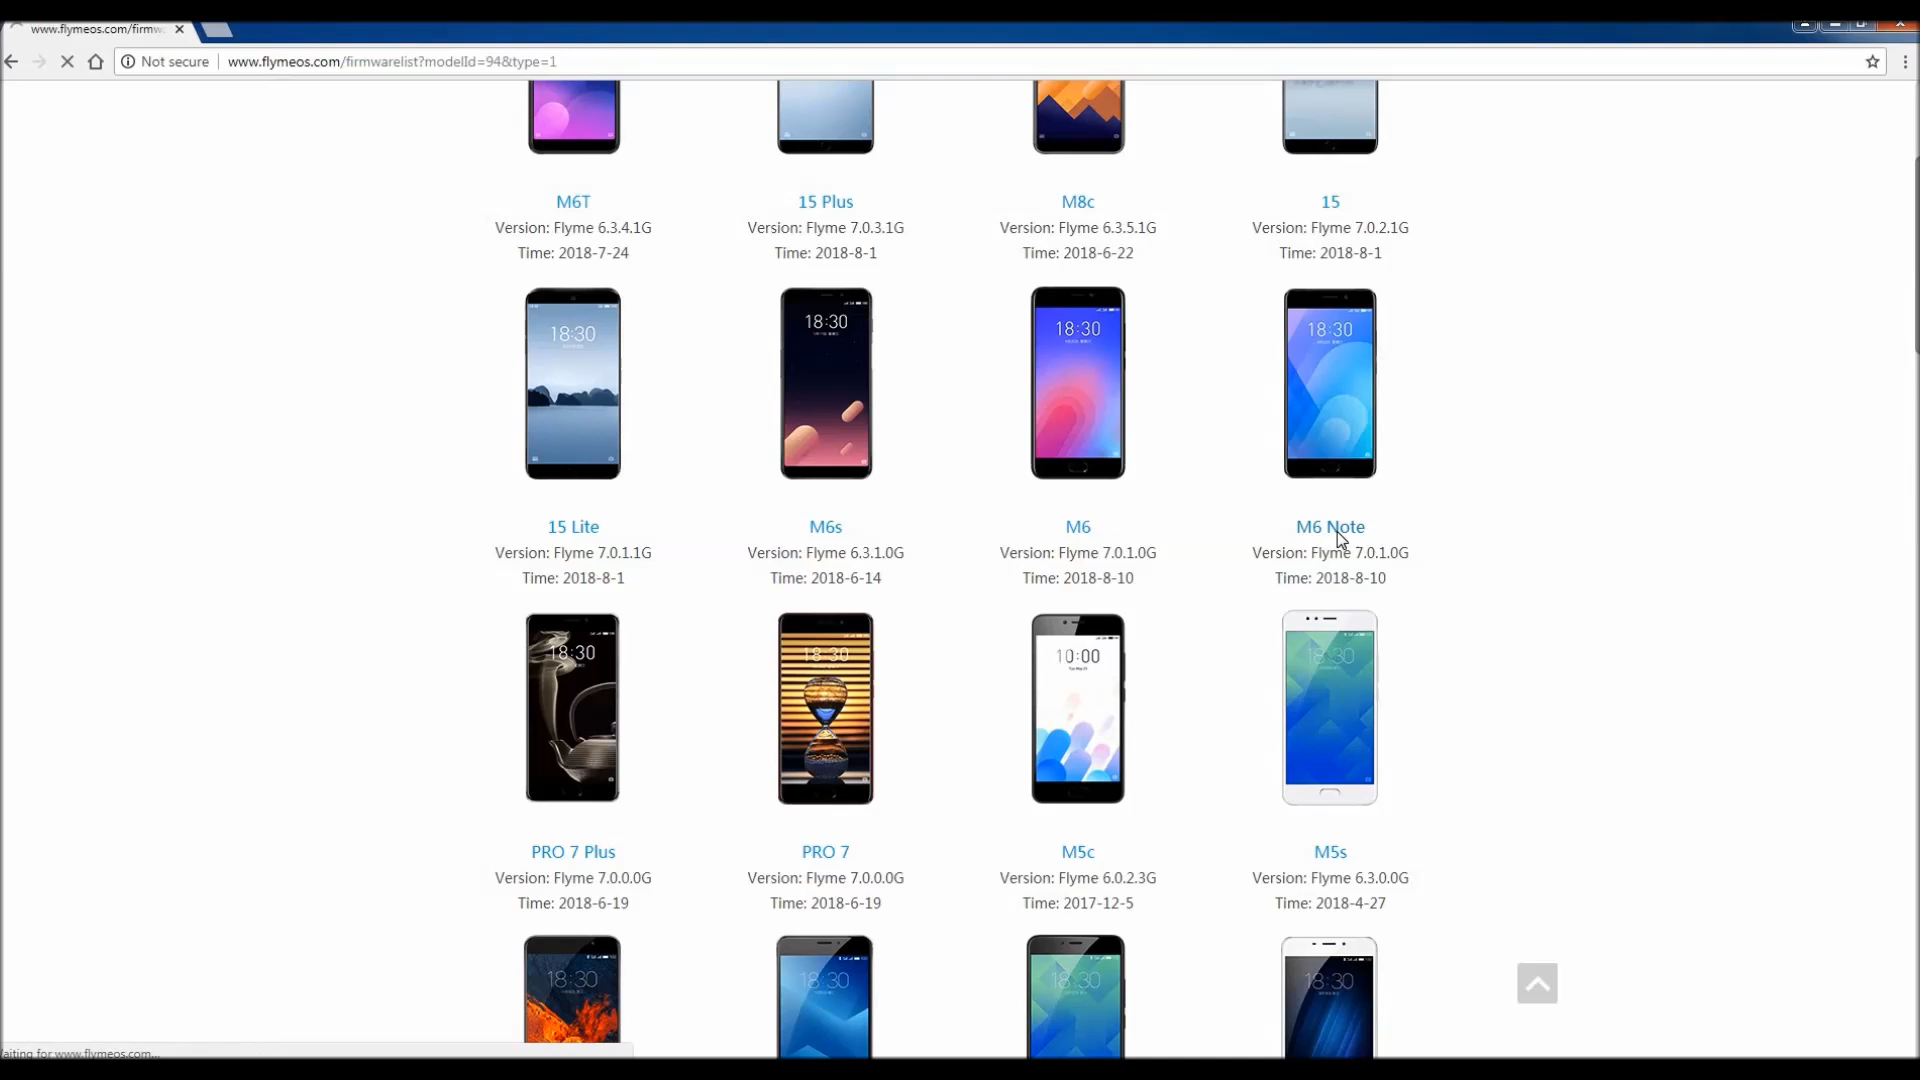 www.flymeos.com/firmw
Not secure
www.flymeos.com/firmwarelist?modelId=94&type=1
M6T
Version: Flyme 6.3.4.1G
Time: 2018-7-24
15 Plus
Version: Flyme 7.0.3.1G
Time: 2018-8-1
M8c
Version: Flyme 6.3.5.1G
Time: 2018-6-22
15
Version: Flyme 7.0.2.1G
Time: 2018-8-1
18:30
18:30
18:30
18:30
15 Lite
Version: Flyme 7.0.1.1G
Time: 2018-8-1
M6s
Version: Flyme 6.3.1.0G
Time: 2018-6-14
M6
Version: Flyme 7.0.1.0G
Time: 2018-8-10
M6 Note
Version: Flyme 7.0.1.0G
Time: 2018-8-10
18:30
18:30
10:00
18:30
PRO 7 Plus
Version: Flyme 7.0.0.0G
Time: 2018-6-19
PRO 7
Version: Flyme 7.0.0.0G
Time: 2018-6-19
M5c
Version: Flyme 6.0.2.3G
Time: 2017-12-5
M5s
Version: Flyme 6.3.0.0G
Time: 2018-4-27
18:30
18:30
18:30
18:30
aiting for www.flymeos.com...